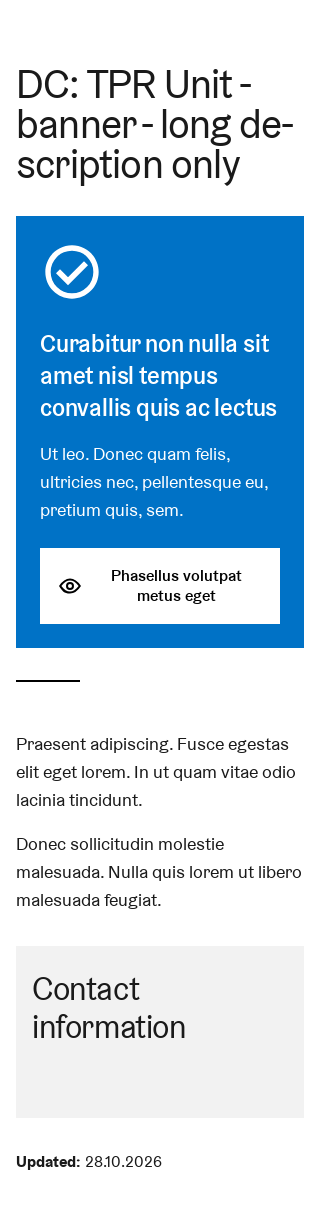 DC: TPR Unit -
banner - long de-
scription only
Curabitur non nulla sit
amet nisl tempus
convallis quis ac lectus
Ut leo. Donec quam felis,
ultricies nec, pellentesque eu,
pretium quis, sem.
Phasellus volutpat
metus eget
Praesent adipiscing. Fusce egestas
elit eget lorem. In ut quam vitae odio
lacinia tincidunt.
Donec sollicitudin molestie
malesuada. Nulla quis lorem ut libero
malesuada feugiat.
Contact
information
Updated: 28.10.2026